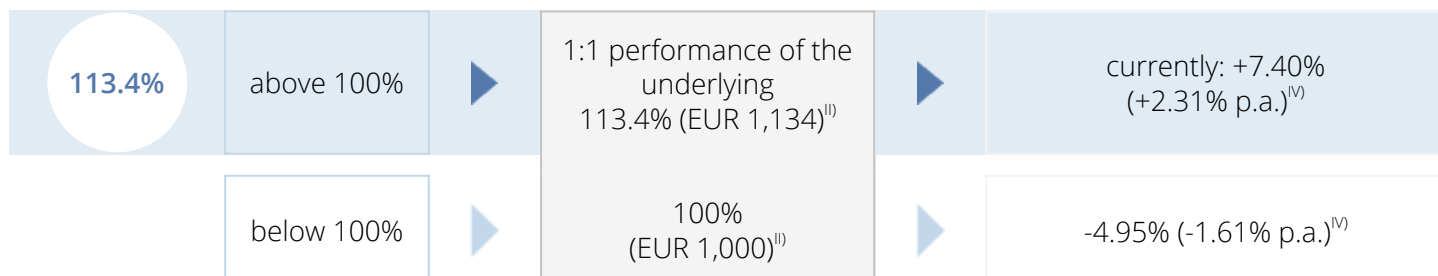 113.4%
above 100%
1:1 performance of the
underlying
113.4% (EUR 1,134)II)
currently: +7.40%
(+2.31% p.a.)IV)
below 100%
100%
(EUR 1,000)II)
-4.95% (-1.61% p.a.)IV)